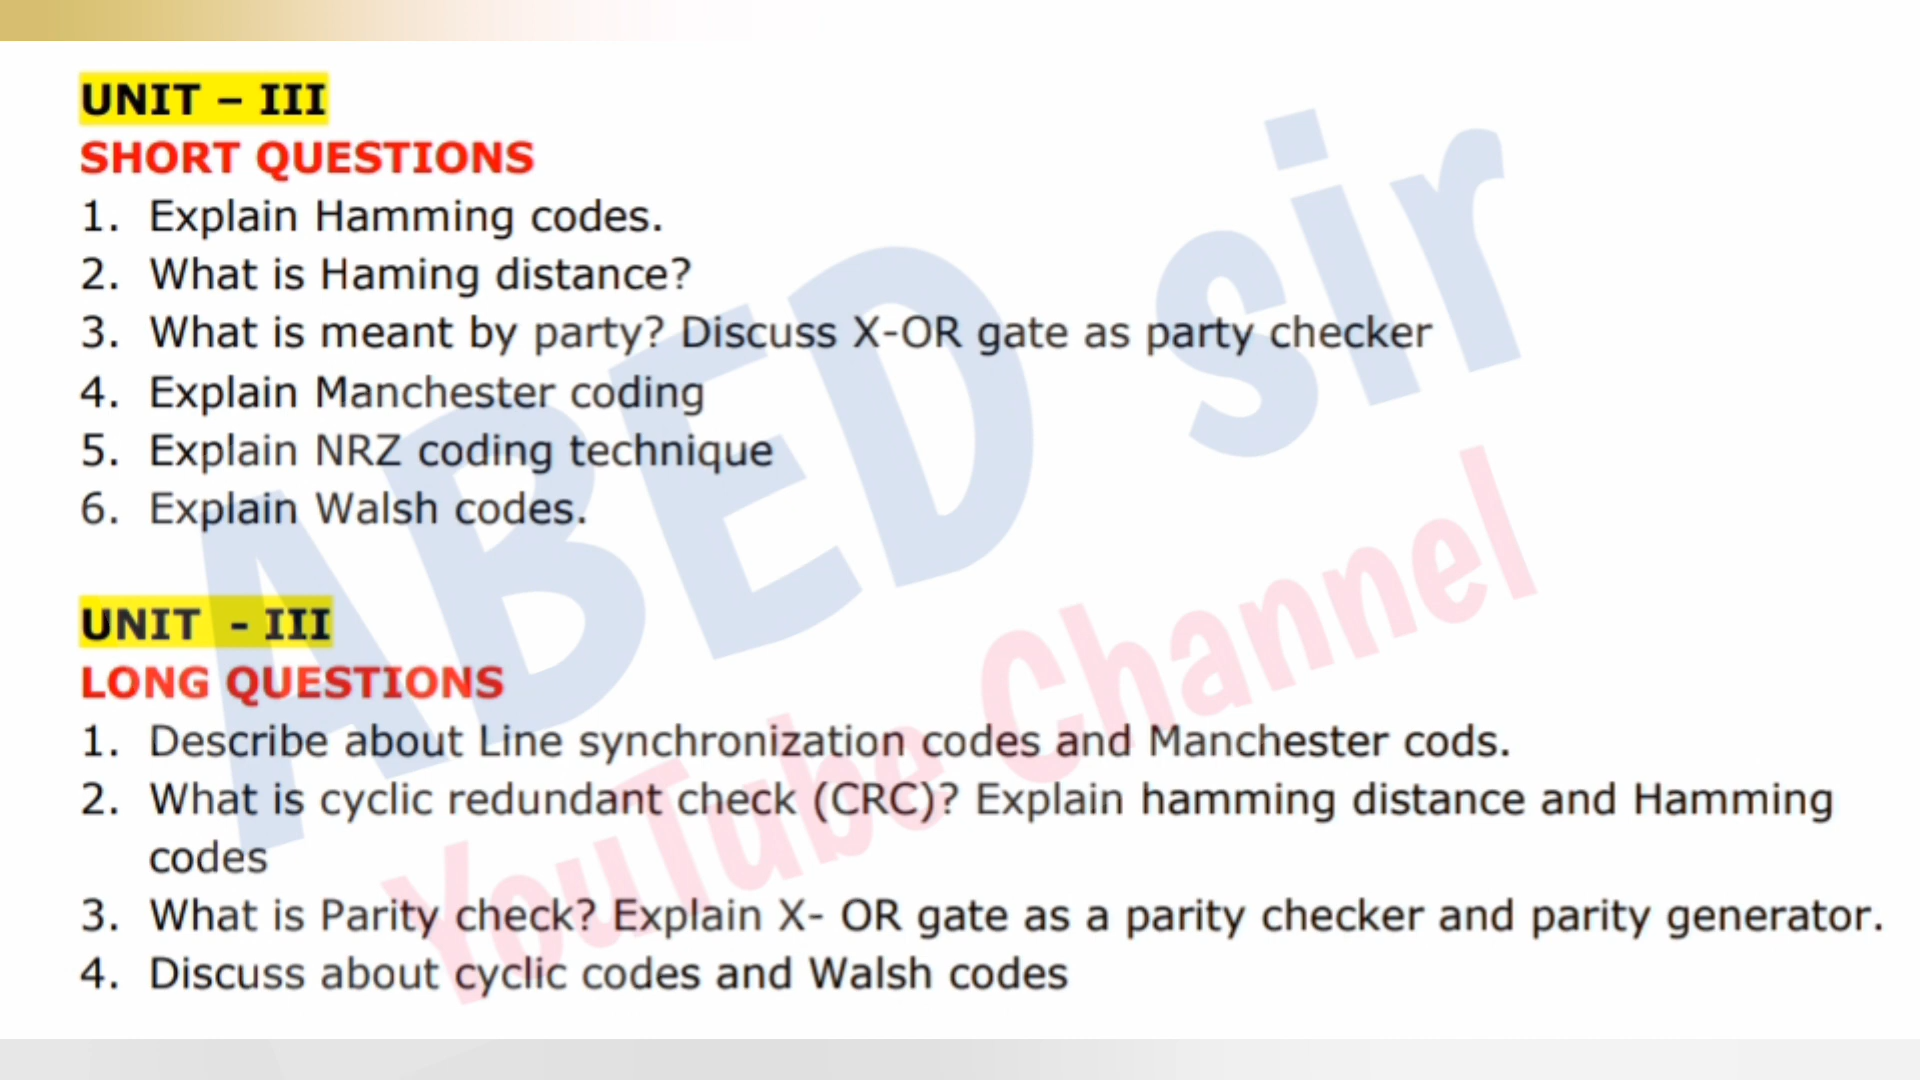 UNIT – III
SHORT QUESTIONS
1. Explain Hamming codes.
2. What is Haming distance?
3. What is meant by party? Discuss X-OR gate as party checker
4. Explain Manchester coding
5. Explain NRZ coding technique
6. Explain Walsh codes.
UNIT - III
LONG QUESTIONS
1. Describe about Line synchronization codes and Manchester cods.
2. What is cyclic redundant check (CRC)? Explain hamming distance and Hamming
codes
3. What is Parity check? Explain X- OR gate as a parity checker and parity generator.
4. Discuss about cyclic codes and Walsh codes
ABED sir
YouTube Channel